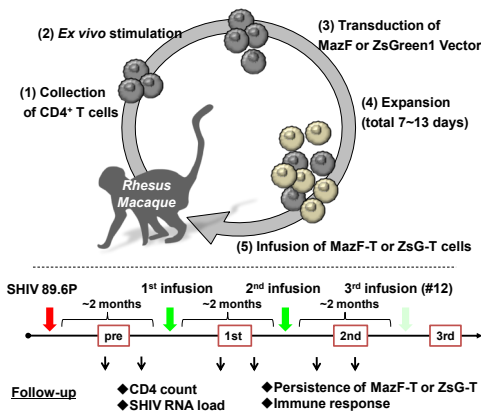 (2) Ex vivo stimulation
(3) Transduction of
MazF or ZsGreen1 Vector
(1) Collection
of CD4⁺ T cells
(4) Expansion
(total 7~13 days)
Rhesus
Macaque
(5) Infusion of MazF-T or ZsG-T cells
SHIV 89.6P
1st infusion
2nd infusion
3rd infusion (#12)
~2 months
~2 months
~2 months
pre
1st
2nd
3rd
Follow-up
◆CD4 count
◆SHIV RNA load
◆Persistence of MazF-T or ZsG-T
◆Immune response